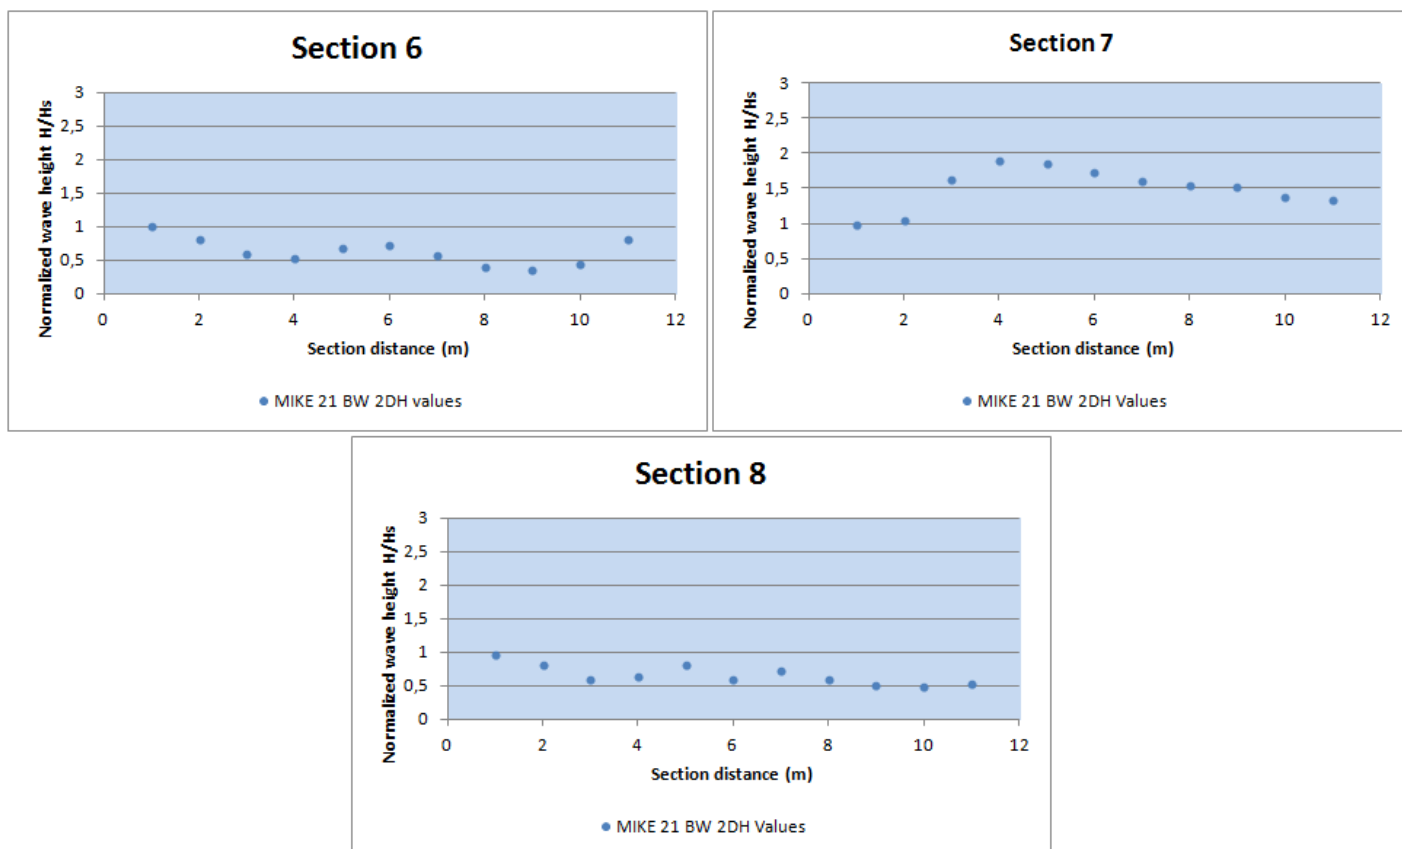 Section 6
Normalized wave height H/Hs
3
2,5
2
1,5
1
0,5
0
0 2 4 6 8 10 12
Section distance (m)
MIKE 21 BW 2DH values
Section 7
Normalized wave height H/Hs
3
2,5
2
1,5
1
0,5
0
0 2 4 6 8 10 12
Section distance (m)
MIKE 21 BW 2DH Values
Section 8
Normalized wave height H/Hs
3
2,5
2
1,5
1
0,5
0
0 2 4 6 8 10 12
Section distance (m)
MIKE 21 BW 2DH Values